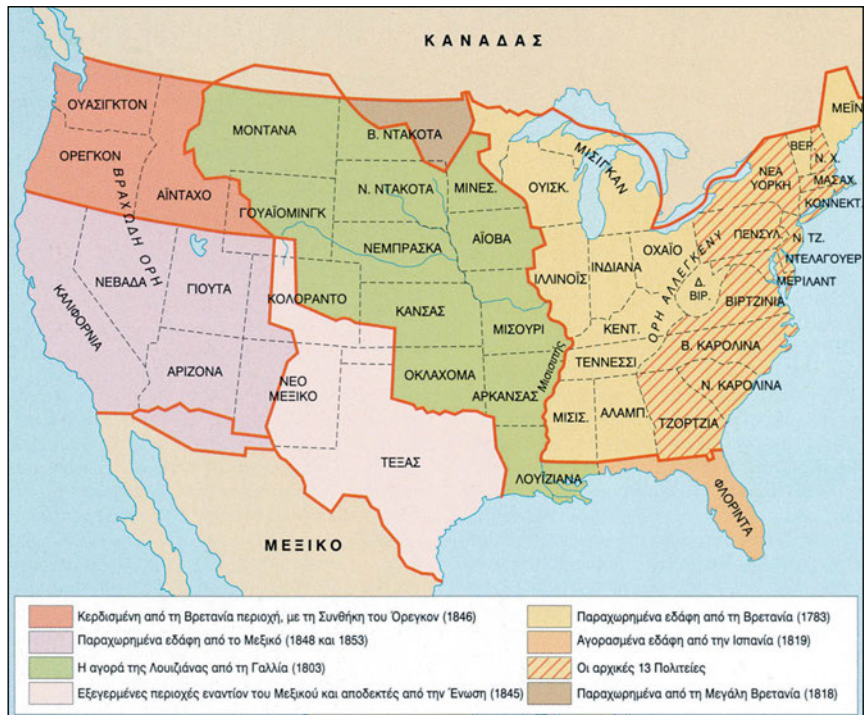 ΚΑΝΑΔΑΣ
ΟΥΑΣΙΓΚΤΟΝ
ΟΡΕΓΚΟΝ
ΑΪΝΤΑΧΟ
ΜΟΝΤΑΝΑ
Β. ΝΤΑΚΟΤΑ
Ν. ΝΤΑΚΟΤΑ
ΜΙΝΕΣ.
ΟΥΙΣΚ.
ΜΙΣΙΓΚΑΝ
ΜΕΪΝ
ΒΕΡ.
Ν. Χ.
ΝΕΑ
ΥΟΡΚΗ
ΜΑΣΑΧ.
ΚΟΝΝΕΚΤ.
ΒΡΑΧΩΔΗ ΟΡΗ
ΓΟΥΑΪΟΜΙΝΓΚ
ΝΕΜΠΡΑΣΚΑ
ΑΪΟΒΑ
ΠΕΝΣΥΛ.
Ν. ΤΖ.
ΝΤΕΛΑΓΟΥΕΡ
ΜΕΡΙΛΑΝΤ
ΟΧΑΪΟ
ΙΝΔΙΑΝΑ
ΙΛΛΙΝΟΪΣ
ΟΡΗ ΑΛΛΕΓΚΕΝΥ
Δ.
ΒΙΡ.
ΒΙΡΤΖΙΝΙΑ
ΚΑΛΙΦΟΡΝΙΑ
ΝΕΒΑΔΑ
ΓΙΟΥΤΑ
ΚΟΛΟΡΑΝΤΟ
ΚΑΝΣΑΣ
ΜΙΣΟΥΡΙ
ΚΕΝΤ.
Μισισιπής
ΤΕΝΝΕΣΣΙ
Β. ΚΑΡΟΛΙΝΑ
Ν. ΚΑΡΟΛΙΝΑ
ΑΡΙΖΟΝΑ
ΝΕΟ
ΜΕΞΙΚΟ
ΟΚΛΑΧΟΜΑ
ΑΡΚΑΝΣΑΣ
ΜΙΣΙΣ.
ΑΛΑΜΠ.
ΤΖΟΡΤΖΙΑ
ΤΕΞΑΣ
ΛΟΥΪΖΙΑΝΑ
ΦΛΟΡΙΝΤΑ
ΜΕΞΙΚΟ
Κερδισμένη από τη Βρετανία περιοχή, με τη Συνθήκη του Όρεγκον (1846)
Παραχωρημένα εδάφη από το Μεξικό (1848 και 1853)
Η αγορά της Λουιζιάνας από τη Γαλλία (1803)
Εξεγερμένες περιοχές εναντίον του Μεξικού και αποδεκτές από την Ένωση (1845)
Παραχωρημένα εδάφη από τη Βρετανία (1783)
Αγορασμένα εδάφη από την Ισπανία (1819)
Οι αρχικές 13 Πολιτείες
Παραχωρημένα από τη Μεγάλη Βρετανία (1818)